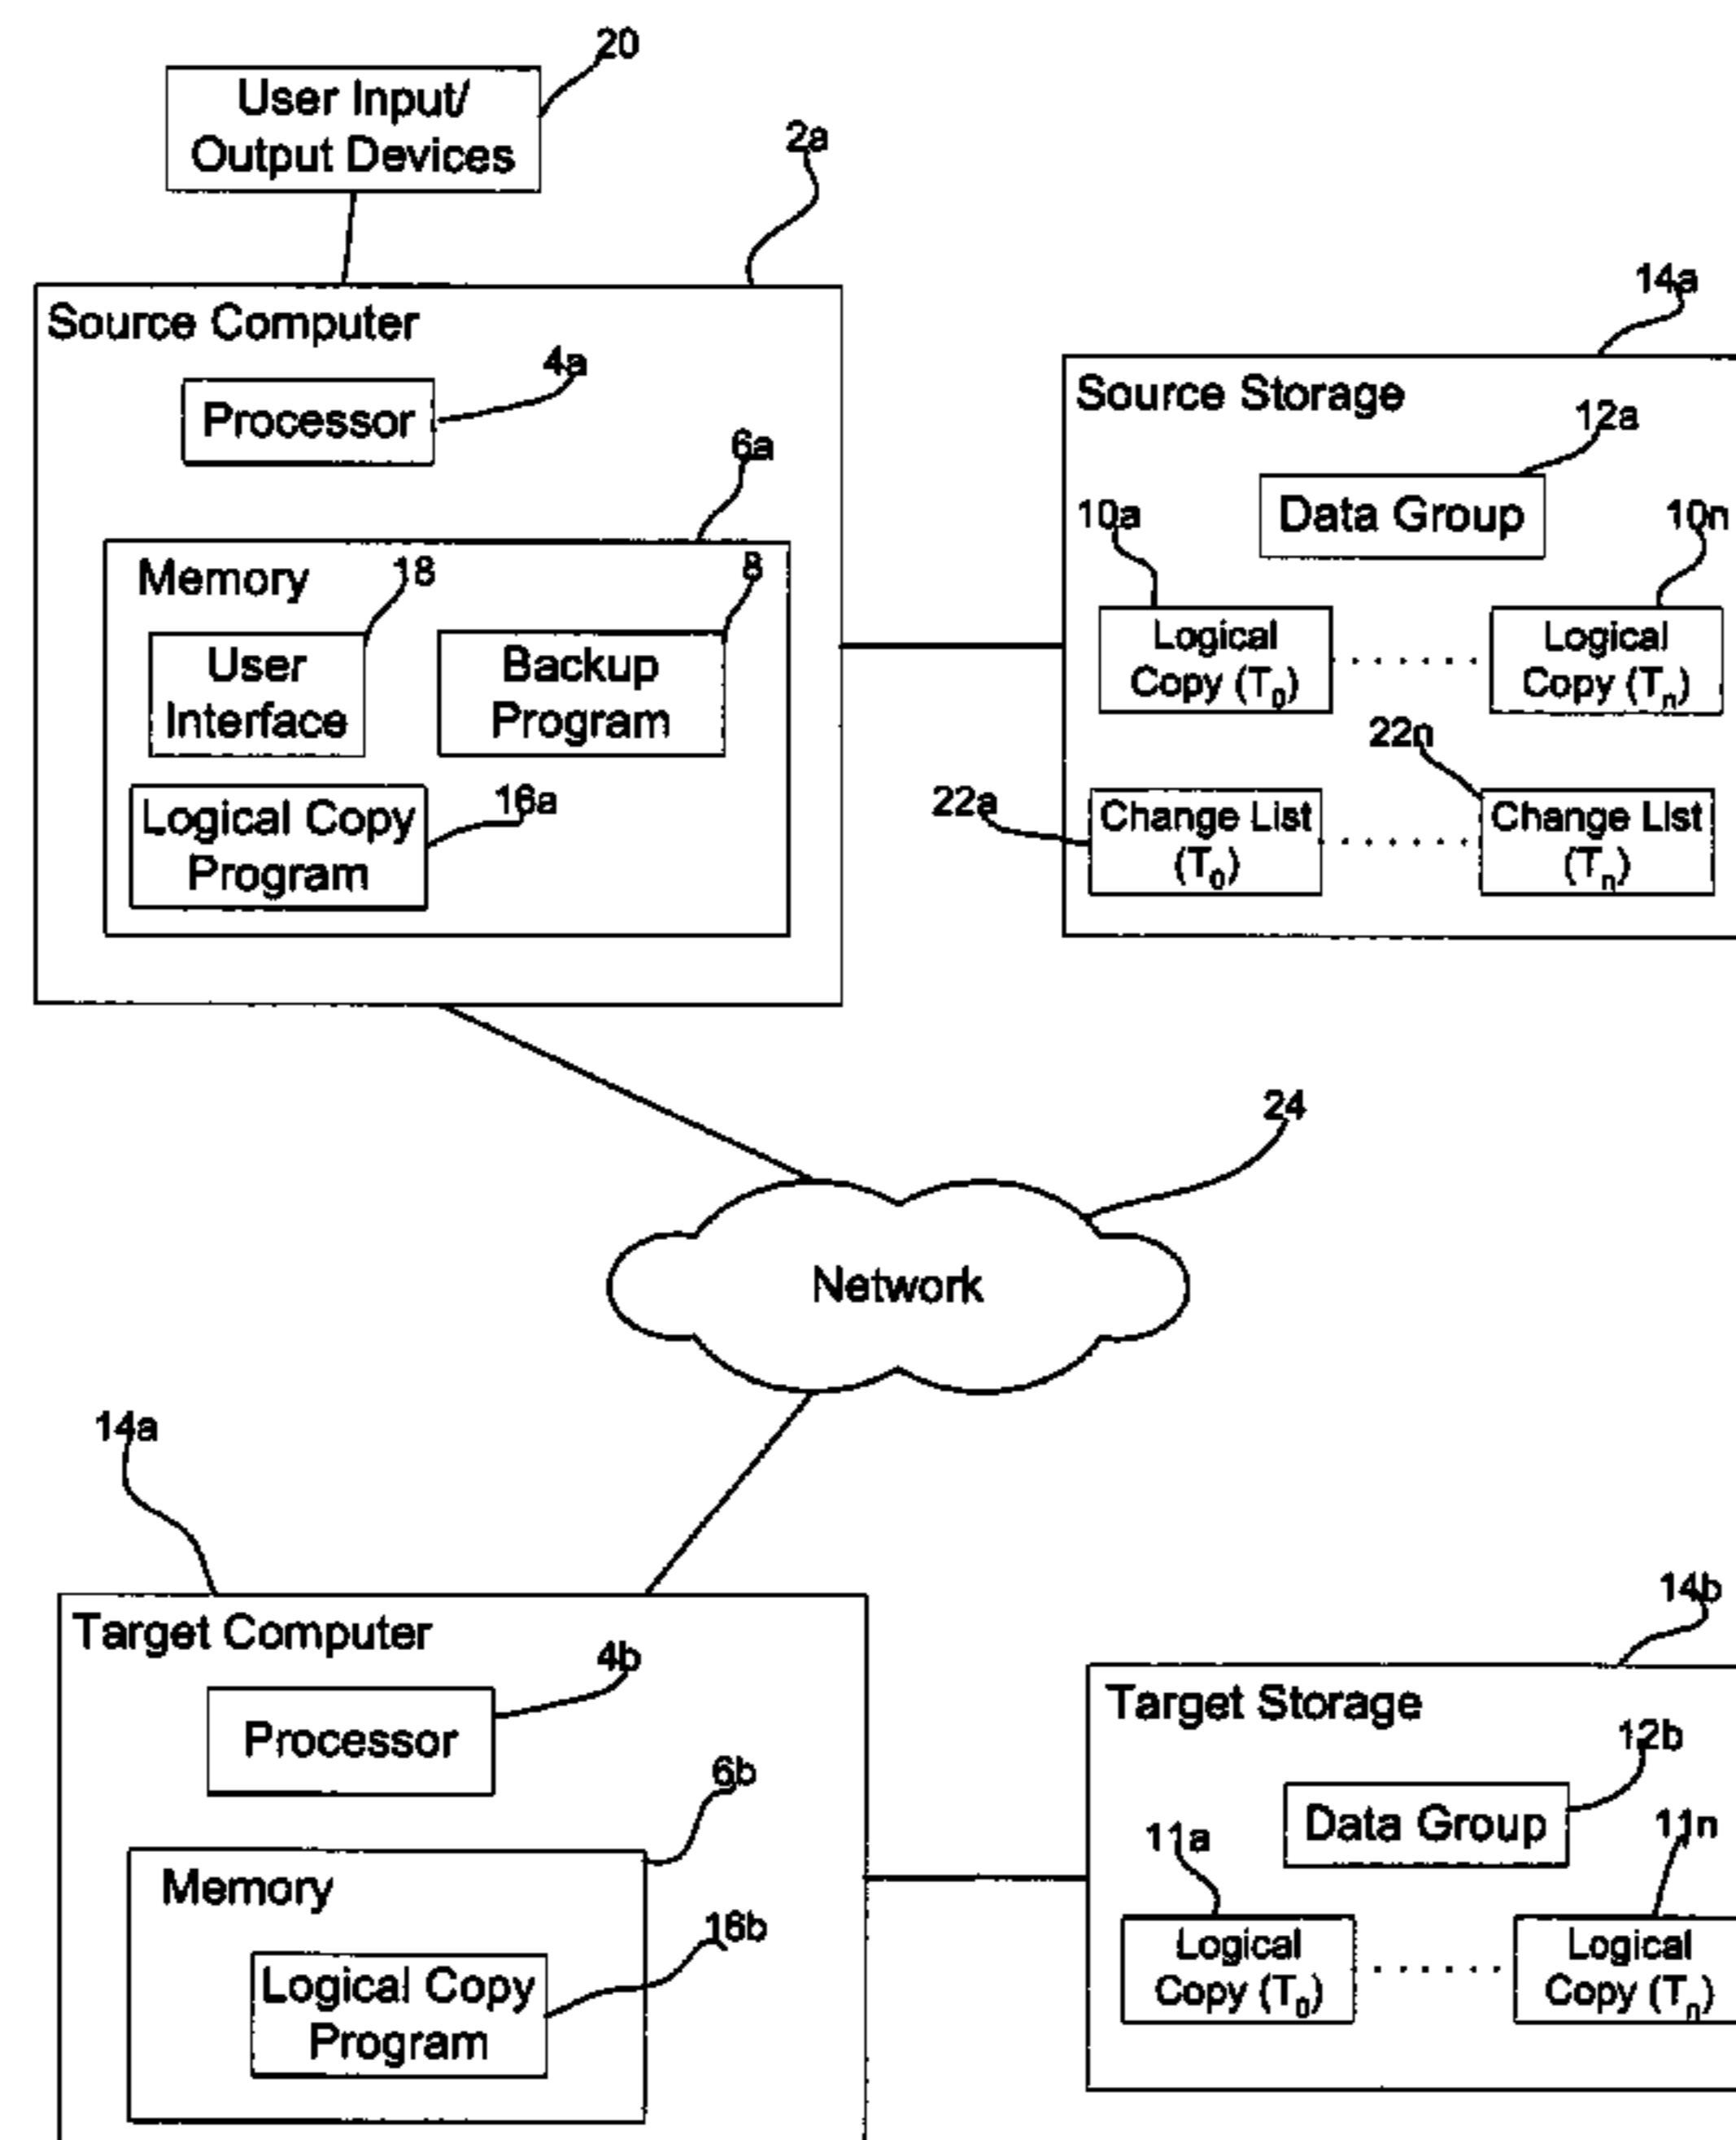 20
User Input/
Output Devices
2a
Source Computer
4a
Processor
6a
Memory
18
8
User
Interface
Backup
Program
16a
Logical Copy
Program
14a
Source Storage
12a
Data Group
10a
10n
Logical
Copy (T0)
Logical
Copy (Tn)
22n
22a
Change List
(T0)
Change List
(Tn)
24
Network
14a
Target Computer
4b
Processor
6b
Memory
16b
Logical Copy
Program
14b
Target Storage
12b
Data Group
11a
11n
Logical
Copy (T0)
Logical
Copy (Tn)